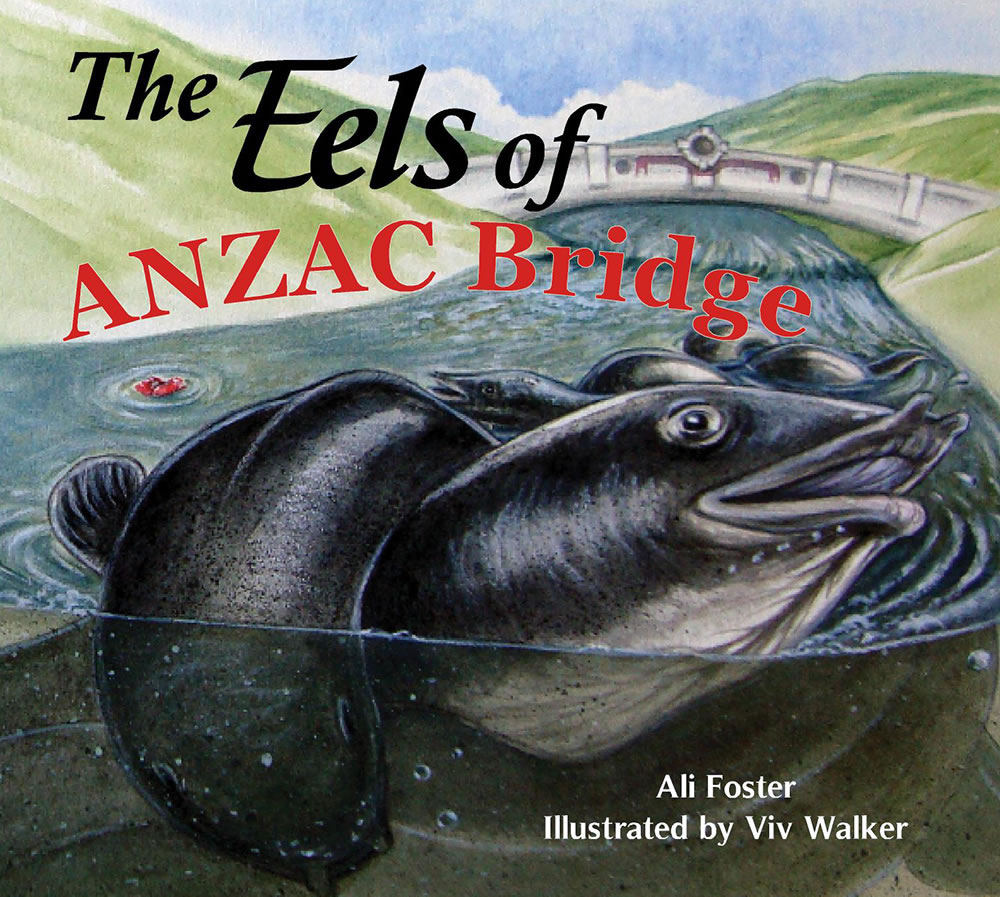 The Eels of
ANZAC Bridge
Ali Foster
Illustrated by Viv Walker